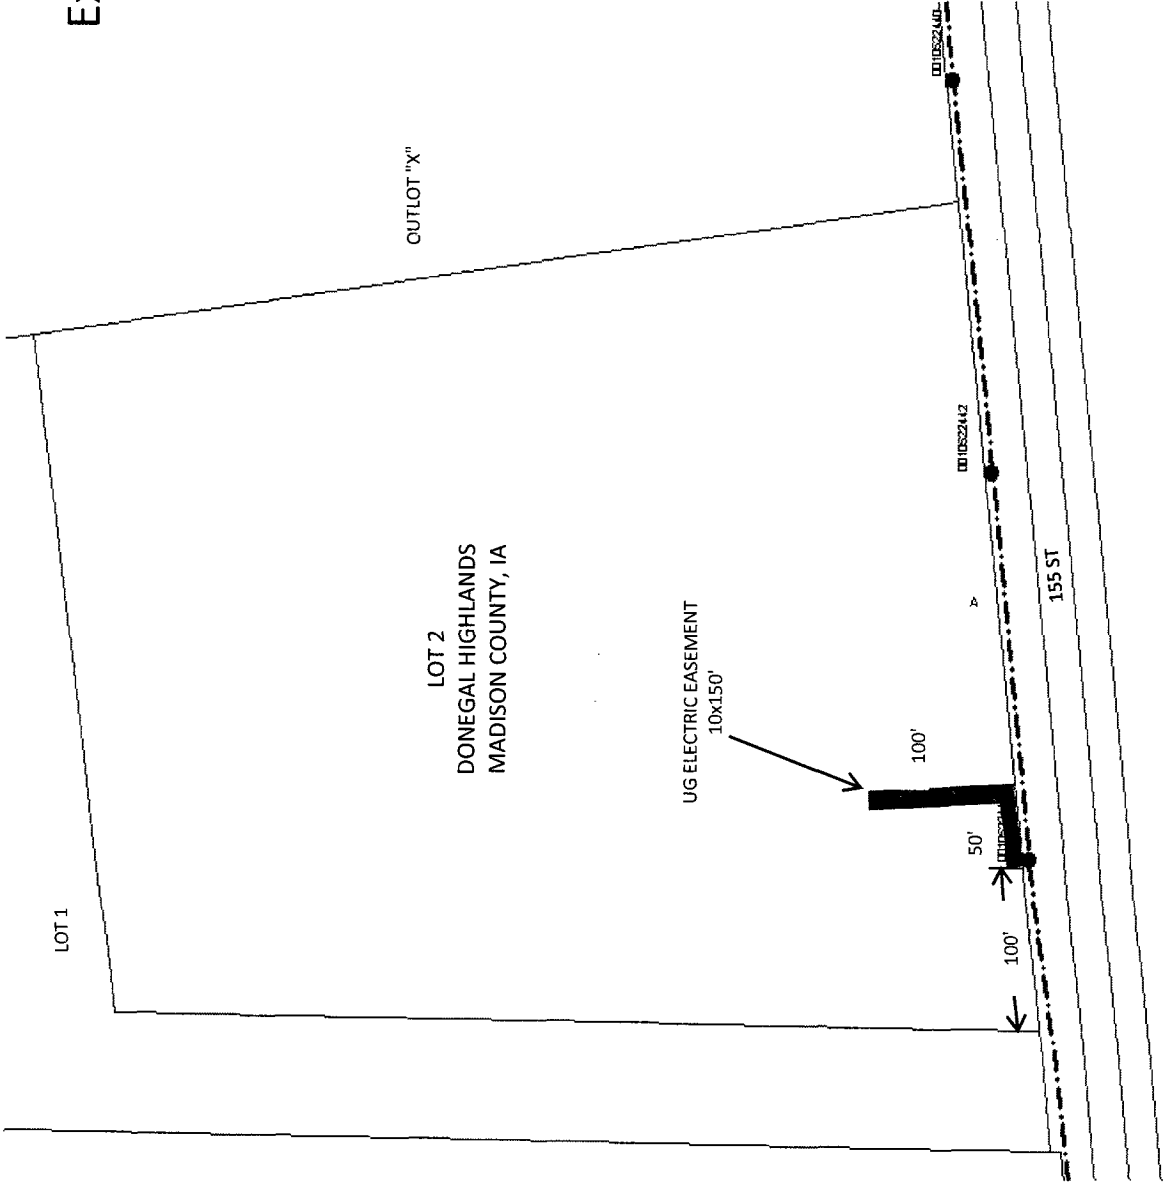 OUTLOT "X"
LOT 1
LOT 2
DONEGAL HIGHLANDS
MADISON COUNTY, IA
UG ELECTRIC EASEMENT
10x150'
100'
50'
100'
A
155 ST